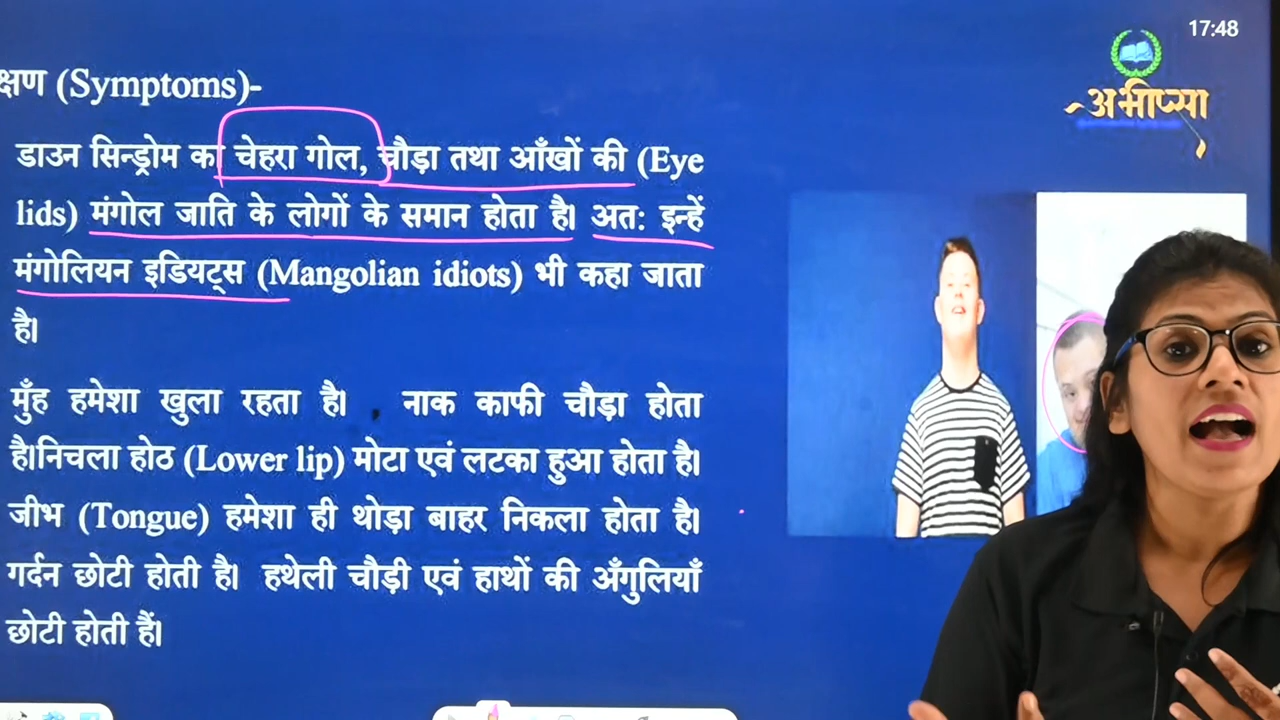 17:48
क्षण (Symptoms)-
अभीप्सा
डाउन सिन्ड्रोम का चेहरा गोल, चौड़ा तथा आँखों की (Eye
lids) मंगोल जाति के लोगों के समान होता है। अत: इन्हें
मंगोलियन इडियट्स (Mangolian idiots) भी कहा जाता
है।
मुँह हमेशा खुला रहता है। नाक काफी चौड़ा होता
है।निचला होठ (Lower lip) मोटा एवं लटका हुआ होता है।
जीभ (Tongue) हमेशा ही थोड़ा बाहर निकला होता है।
गर्दन छोटी होती है। हथेली चौड़ी एवं हाथों की अँगुलियाँ
छोटी होती हैं।